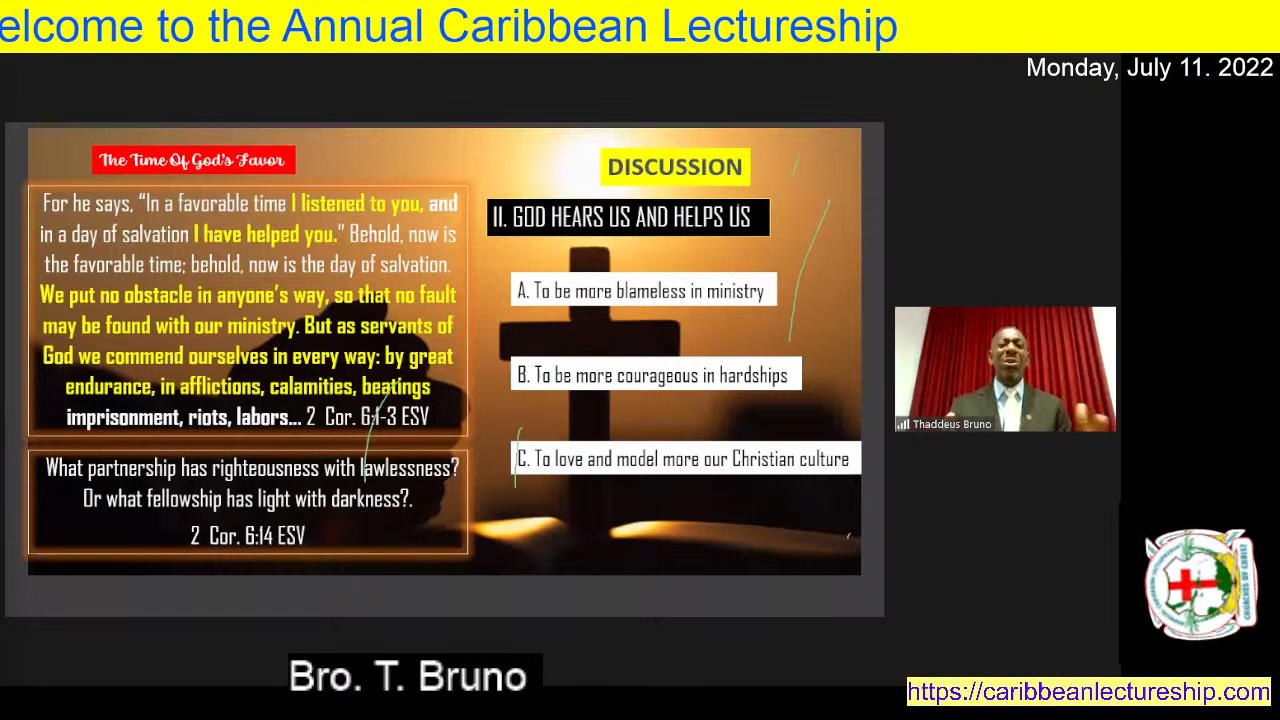 elcome to the Annual Caribbean Lectureship
Monday, July 11. 2022
The Time Of God's Favor
For he says, “In a favorable time I listened to you, and
in a day of salvation I have helped you.” Behold, now is
the favorable time; behold, now is the day of salvation.
We put no obstacle in anyone’s way, so that no fault
may be found with our ministry. But as servants of
God we commend ourselves in every way: by great
endurance, in afflictions, calamities, beatings
imprisonment, riots, labors... 2 Cor. 6:1-3 ESV
What partnership has righteousness with lawlessness?
Or what fellowship has light with darkness?.
2 Cor. 6:14 ESV
DISCUSSION
II. GOD HEARS US AND HELPS US
A. To be more blameless in ministry
B. To be more courageous in hardships
C. To love and model more our Christian culture
Thaddeus Bruno
CHURCHES OF CHRIST
Bro. T. Bruno
https://caribbeanlectureship.com